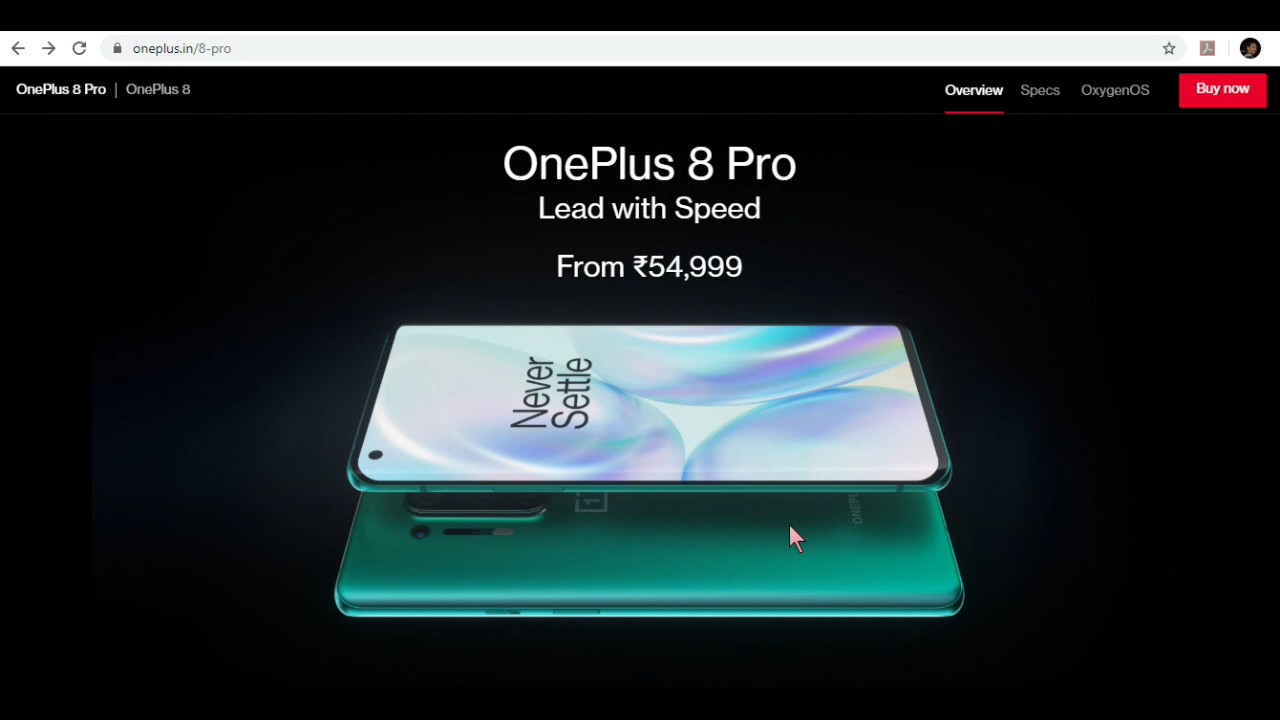 oneplus.in/8-pro
OnePlus 8 Pro | OnePlus 8
Overview Specs OxygenOS Buy now
OnePlus 8 Pro
Lead with Speed
From ₹54,999
Never
Settle
1